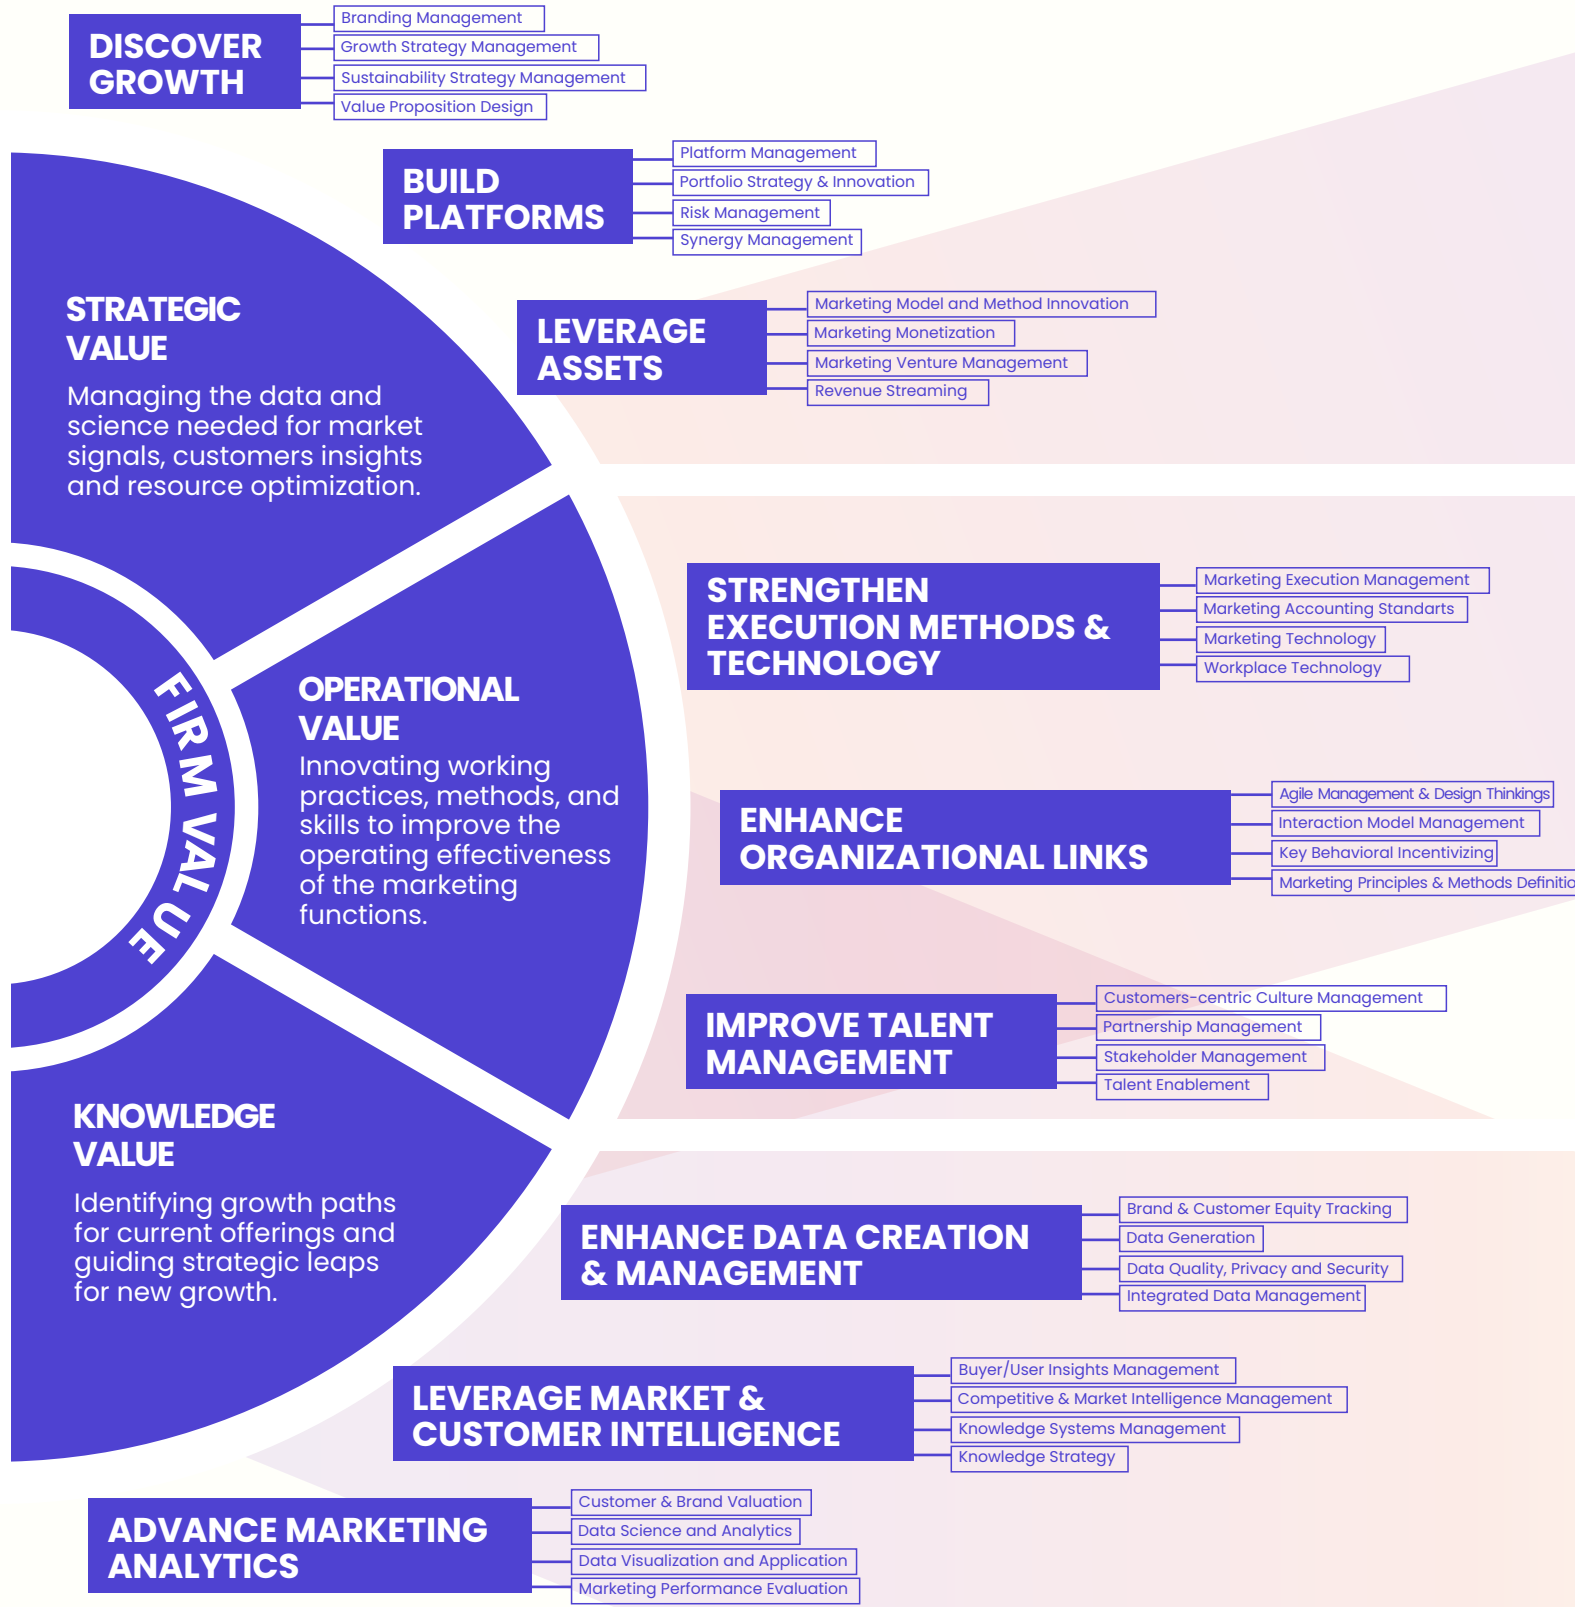 DISCOVER
GROWTH
Branding Management
Growth Strategy Management
Sustainability Strategy Management
Value Proposition Design
BUILD
PLATFORMS
Platform Management
Portfolio Strategy & Innovation
Risk Management
Synergy Management
LEVERAGE
ASSETS
Marketing Model and Method Innovation
Marketing Monetization
Marketing Venture Management
Revenue Streaming
STRATEGIC
VALUE
Managing the data and
science needed for market
signals, customers insights
and resource optimization.
STRENGTHEN
EXECUTION METHODS &
TECHNOLOGY
Marketing Execution Management
Marketing Accounting Standarts
Marketing Technology
Workplace Technology
FIRM VALUE
OPERATIONAL
VALUE
Innovating working
practices, methods, and
skills to improve the
operating effectiveness
of the marketing
functions.
ENHANCE
ORGANIZATIONAL LINKS
Agile Management & Design Thinkings
Interaction Model Management
Key Behavioral Incentivizing
Marketing Principles & Methods Definitio
IMPROVE TALENT
MANAGEMENT
Customers-centric Culture Management
Partnership Management
Stakeholder Management
Talent Enablement
KNOWLEDGE
VALUE
Identifying growth paths
for current offerings and
guiding strategic leaps
for new growth.
ENHANCE DATA CREATION
& MANAGEMENT
Brand & Customer Equity Tracking
Data Generation
Data Quality, Privacy and Security
Integrated Data Management
LEVERAGE MARKET &
CUSTOMER INTELLIGENCE
Buyer/User Insights Management
Competitive & Market Intelligence Management
Knowledge Systems Management
Knowledge Strategy
ADVANCE MARKETING
ANALYTICS
Customer & Brand Valuation
Data Science and Analytics
Data Visualization and Application
Marketing Performance Evaluation